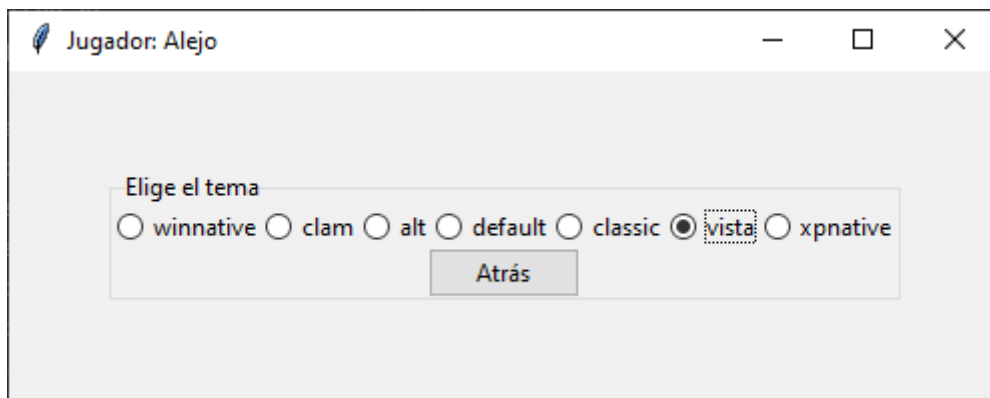 Jugador: Alejo
Elige el tema
winnative clam alt default classic vista xpnative
Atrás